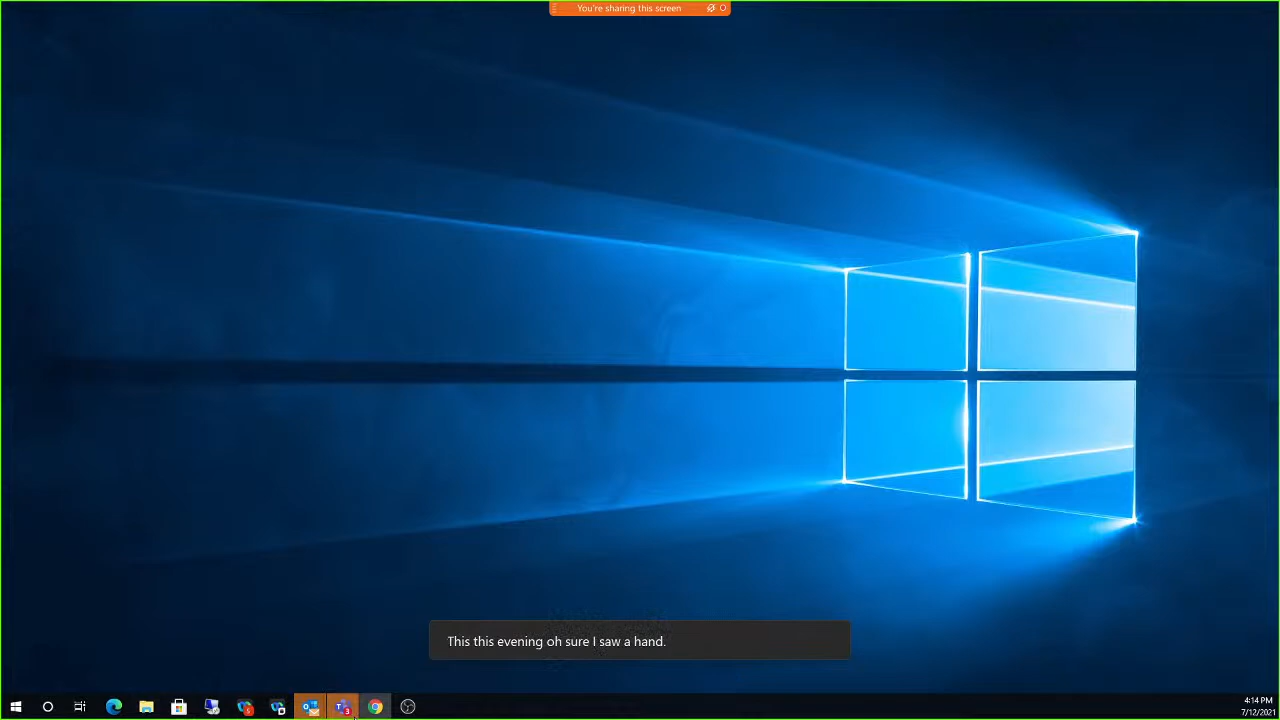 You're sharing this screen
This this evening oh sure I saw a hand.
4:14 PM
7/12/2021